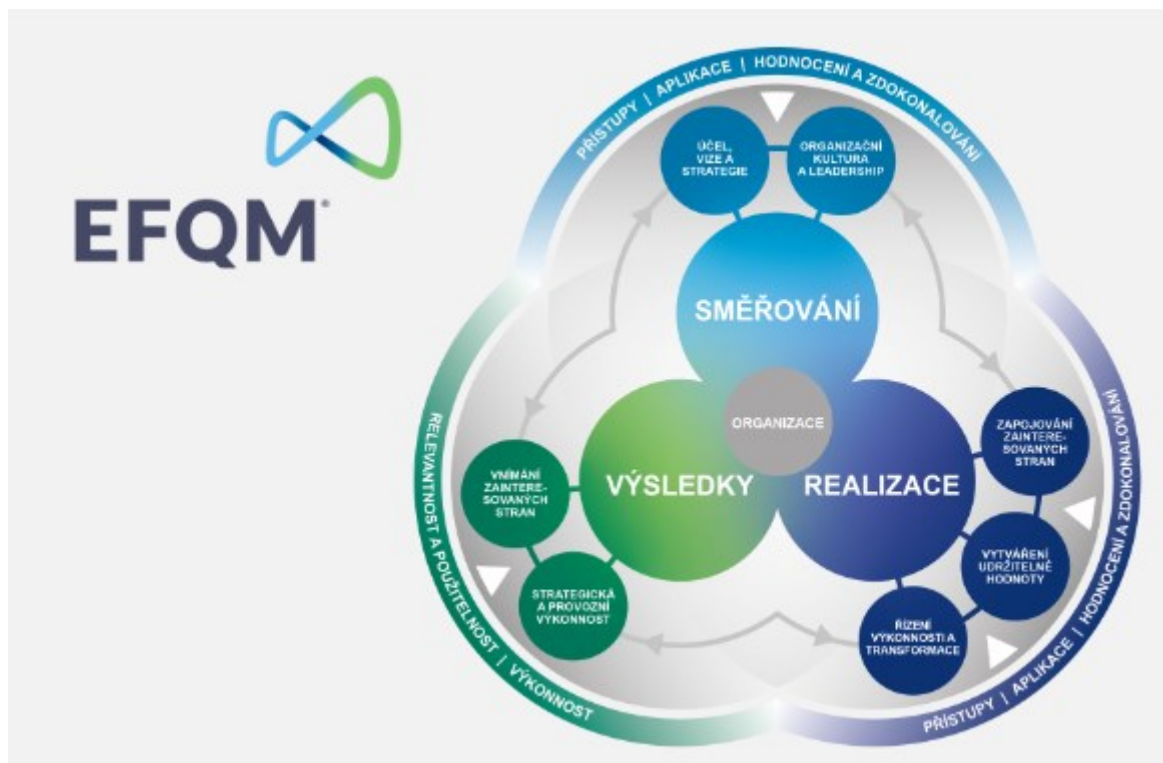 EFQM®
PŘÍSTUPY | APLIKACE | HODNOCENÍ A ZDOKONALOVÁNÍ
ÚČEL,
VIZE A
STRATEGIE
ORGANIZAČNÍ
KULTURA
A LEADERSHIP
SMĚŘOVÁNÍ
ORGANIZACE
VÝSLEDKY
REALIZACE
ZAPOJOVÁNÍ
ZAINTERE-
SOVANÝCH
STRAN
VYTVÁŘENÍ
UDRŽITELNÉ
HODNOTY
ŘÍZENÍ
VÝKONNOSTI A
TRANSFORMACE
VNÍMÁNÍ
ZAINTERE-
SOVANÝCH
STRAN
STRATEGICKÁ
A PROVOZNÍ
VÝKONNOST
RELEVANTNOST A POUŽITELNOST | VÝKONNOST
PŘÍSTUPY | APLIKACE | HODNOCENÍ A ZDOKONALOVÁNÍ